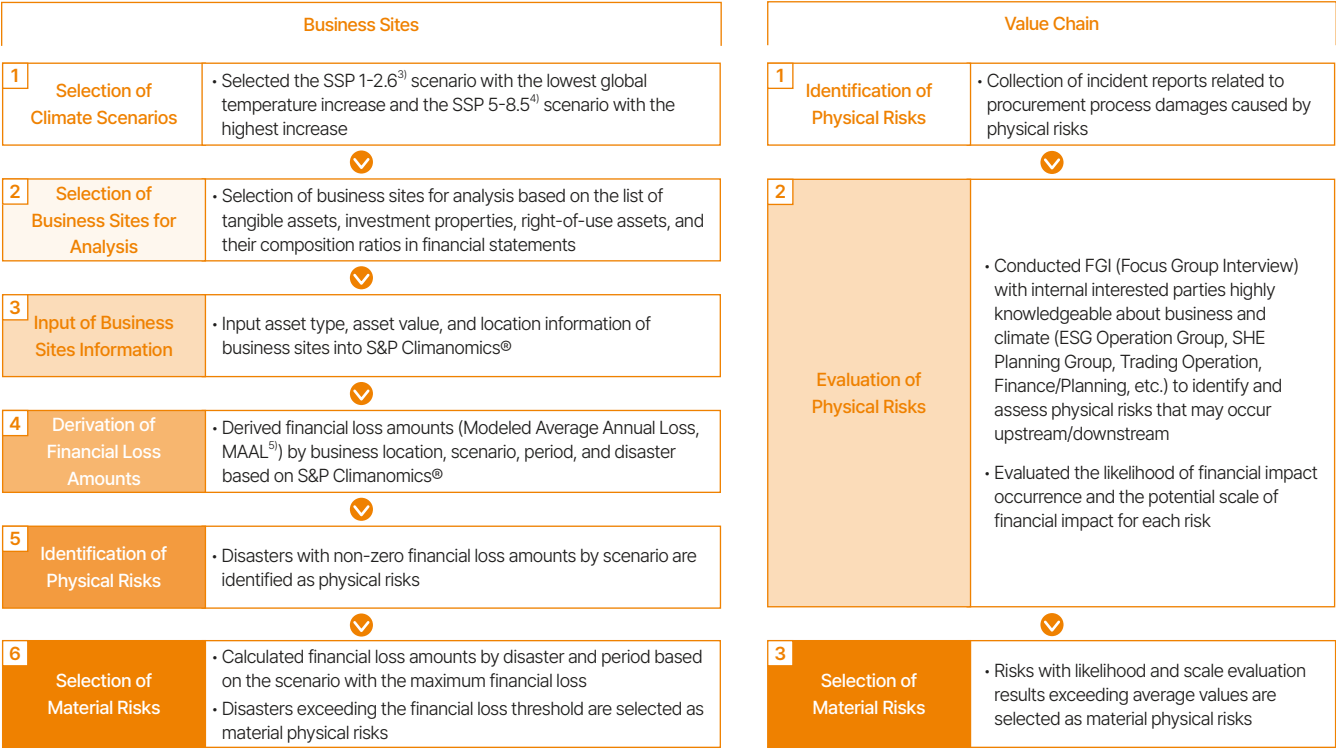 Business Sites
1
Selection of
Climate Scenarios
• Selected the SSP 1-2.6³⁾ scenario with the lowest global
temperature increase and the SSP 5-8.5⁴⁾ scenario with the
highest increase
2
Selection of
Business Sites for
Analysis
• Selection of business sites for analysis based on the list of
tangible assets, investment properties, right-of-use assets, and
their composition ratios in financial statements
3
Input of Business
Sites Information
• Input asset type, asset value, and location information of
business sites into S&P Climanomics®
4
Derivation of
Financial Loss
Amounts
• Derived financial loss amounts (Modeled Average Annual Loss,
MAAL⁵⁾) by business location, scenario, period, and disaster
based on S&P Climanomics®
5
Identification of
Physical Risks
• Disasters with non-zero financial loss amounts by scenario are
identified as physical risks
6
Selection of
Material Risks
• Calculated financial loss amounts by disaster and period based
on the scenario with the maximum financial loss
• Disasters exceeding the financial loss threshold are selected as
material physical risks
Value Chain
1
Identification of
Physical Risks
• Collection of incident reports related to
procurement process damages caused by
physical risks
2
Evaluation of
Physical Risks
• Conducted FGI (Focus Group Interview)
with internal interested parties highly
knowledgeable about business and
climate (ESG Operation Group, SHE
Planning Group, Trading Operation,
Finance/Planning, etc.) to identify and
assess physical risks that may occur
upstream/downstream
• Evaluated the likelihood of financial impact
occurrence and the potential scale of
financial impact for each risk
3
Selection of
Material Risks
• Risks with likelihood and scale evaluation
results exceeding average values are
selected as material physical risks